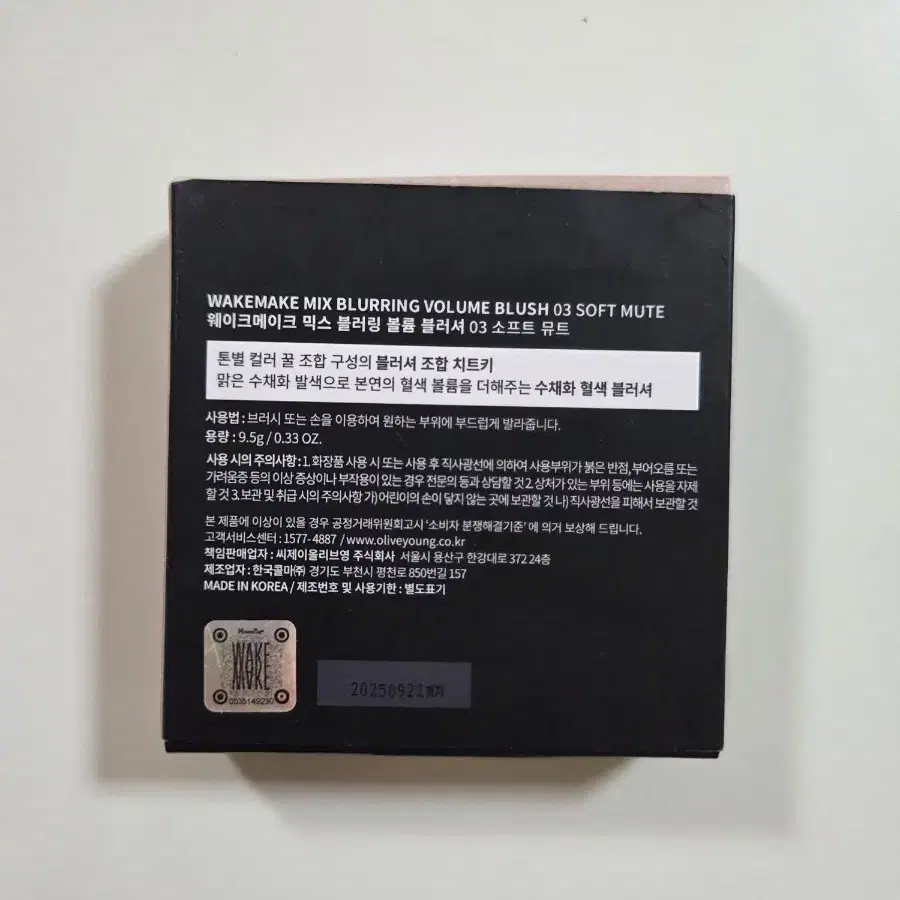 WAKEMAKE MIX BLURRING VOLUME BLUSH 03 SOFT MUTE
웨이크메이크 믹스 블러링 볼륨 블러셔 03 소프트 뮤트
톤별 컬러 꿀 조합 구성의 블러셔 조합 치트키
맑은 수채화 발색으로 본연의 혈색 볼륨을 더해주는 수채화 혈색 블러셔
사용법 : 브러시 또는 손을 이용하여 원하는 부위에 부드럽게 발라줍니다.
용량 : 9.5g / 0.33 OZ.
사용 시의 주의사항 : 1. 화장품 사용 시 또는 사용 후 직사광선에 의하여 사용부위가 붉은 반점, 부어오름 또는
가려움증 등의 이상 증상이나 부작용이 있는 경우 전문의 등과 상담할 것 2. 상처가 있는 부위 등에는 사용을 자제
할 것 3. 보관 및 취급 시의 주의사항 가) 어린이의 손이 닿지 않는 곳에 보관할 것 나) 직사광선을 피해서 보관할 것
본 제품에 이상이 있을 경우 공정거래위원회고시 '소비자 분쟁해결기준' 에 의거 보상해 드립니다.
고객서비스센터 : 1577- 4887 / www.oliveyoung.co.kr
책임판매업자 : 씨제이올리브영 주식회사 서울시 용산구 한강대로 372 24층
제조업자 : 한국콜마㈜ 경기도 부천시 평천로 850번길 157
MADE IN KOREA / 제조번호 및 사용기한 : 별도표기
WAKE
MAKE
0035149230
20250922까지